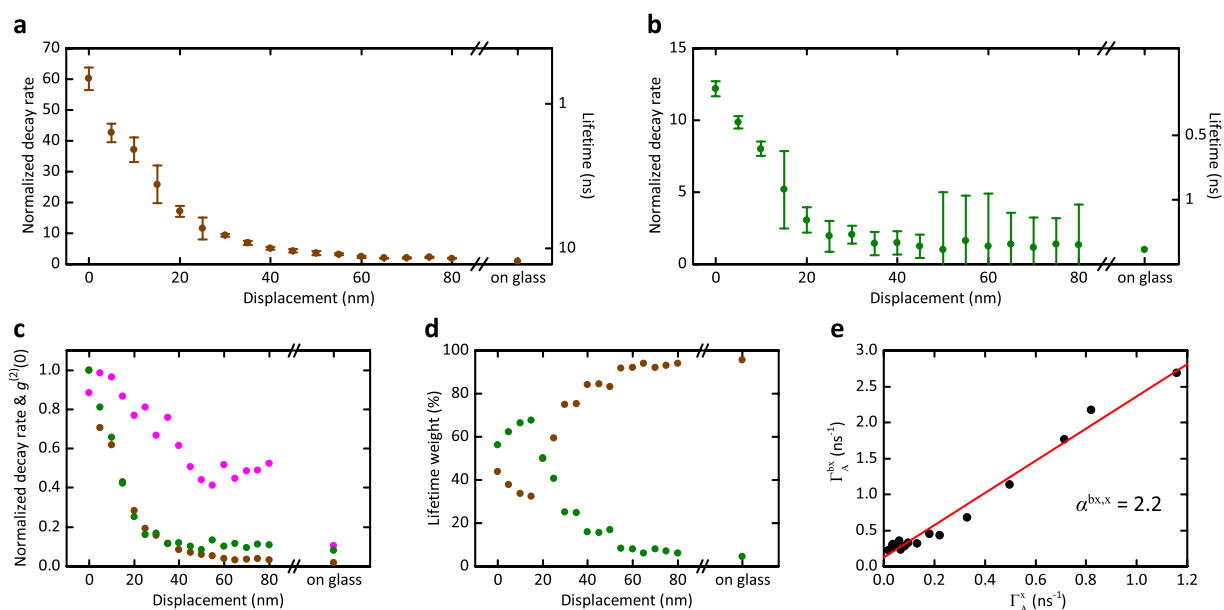 a
70
60
50
40
30
20
10
0
Normalized decay rate
1
10
Lifetime (ns)
0
20
40
60
80
on glass
Displacement (nm)
b
15
10
5
0
Normalized decay rate
0.5
1
Lifetime (ns)
0
20
40
60
80
on glass
Displacement (nm)
c
1.0
0.8
0.6
0.4
0.2
0.0
Normalized decay rate & g⁽²⁾(0)
0
20
40
60
80
on glass
Displacement (nm)
d
100
80
60
40
20
0
Lifetime weight (%)
0
20
40
60
80
on glass
Displacement (nm)
e
3.0
2.5
2.0
1.5
1.0
0.5
0.0
Γ_A^bx (ns⁻¹)
α^bx,x = 2.2
0.0
0.2
0.4
0.6
0.8
1.0
1.2
Γ_A^x (ns⁻¹)